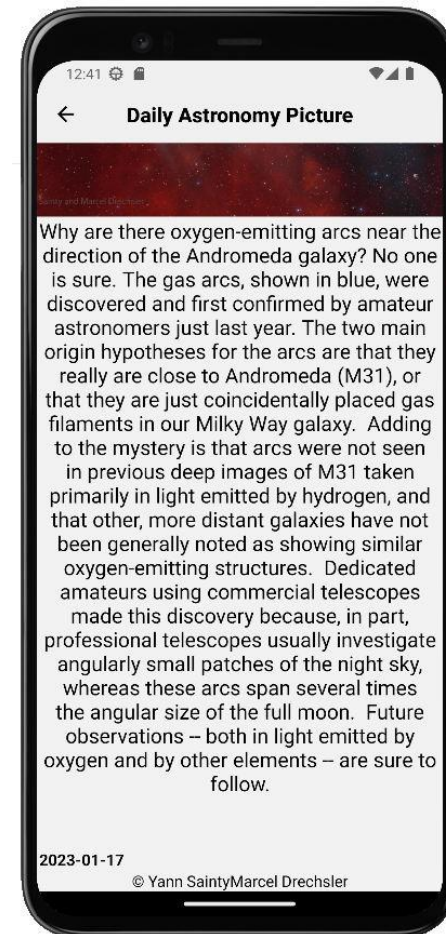 12:41
Daily Astronomy Picture
Sainty and Marcel Drechsler
Why are there oxygen-emitting arcs near the
direction of the Andromeda galaxy? No one
is sure. The gas arcs, shown in blue, were
discovered and first confirmed by amateur
astronomers just last year. The two main
origin hypotheses for the arcs are that they
really are close to Andromeda (M31), or
that they are just coincidentally placed gas
filaments in our Milky Way galaxy.  Adding
to the mystery is that arcs were not seen
in previous deep images of M31 taken
primarily in light emitted by hydrogen, and
that other, more distant galaxies have not
been generally noted as showing similar
oxygen-emitting structures.  Dedicated
amateurs using commercial telescopes
made this discovery because, in part,
professional telescopes usually investigate
angularly small patches of the night sky,
whereas these arcs span several times
the angular size of the full moon.  Future
observations -- both in light emitted by
oxygen and by other elements -- are sure to
follow.
2023-01-17
© Yann SaintyMarcel Drechsler